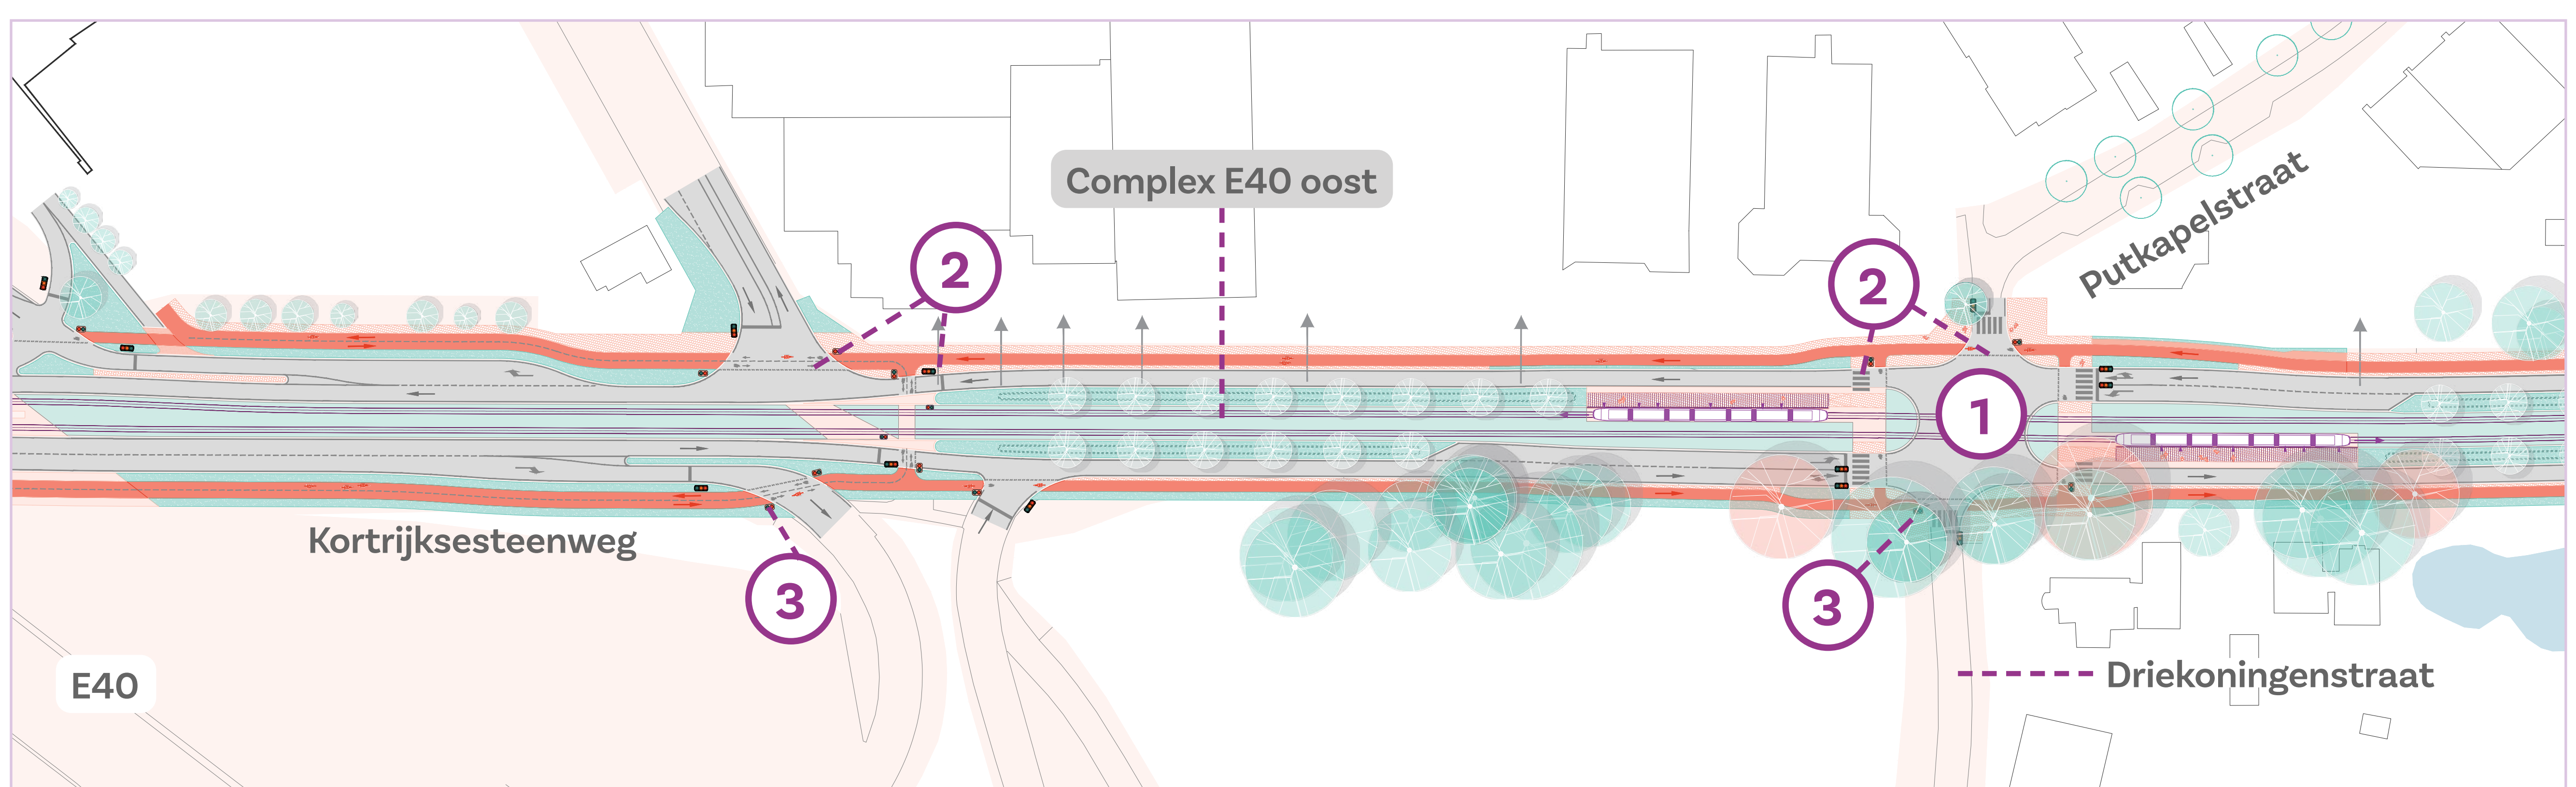 Complex E40 oost
Putkapelstraat
2
2
1
Kortrijksesteenweg
3
3
E40
Driekoningenstraat